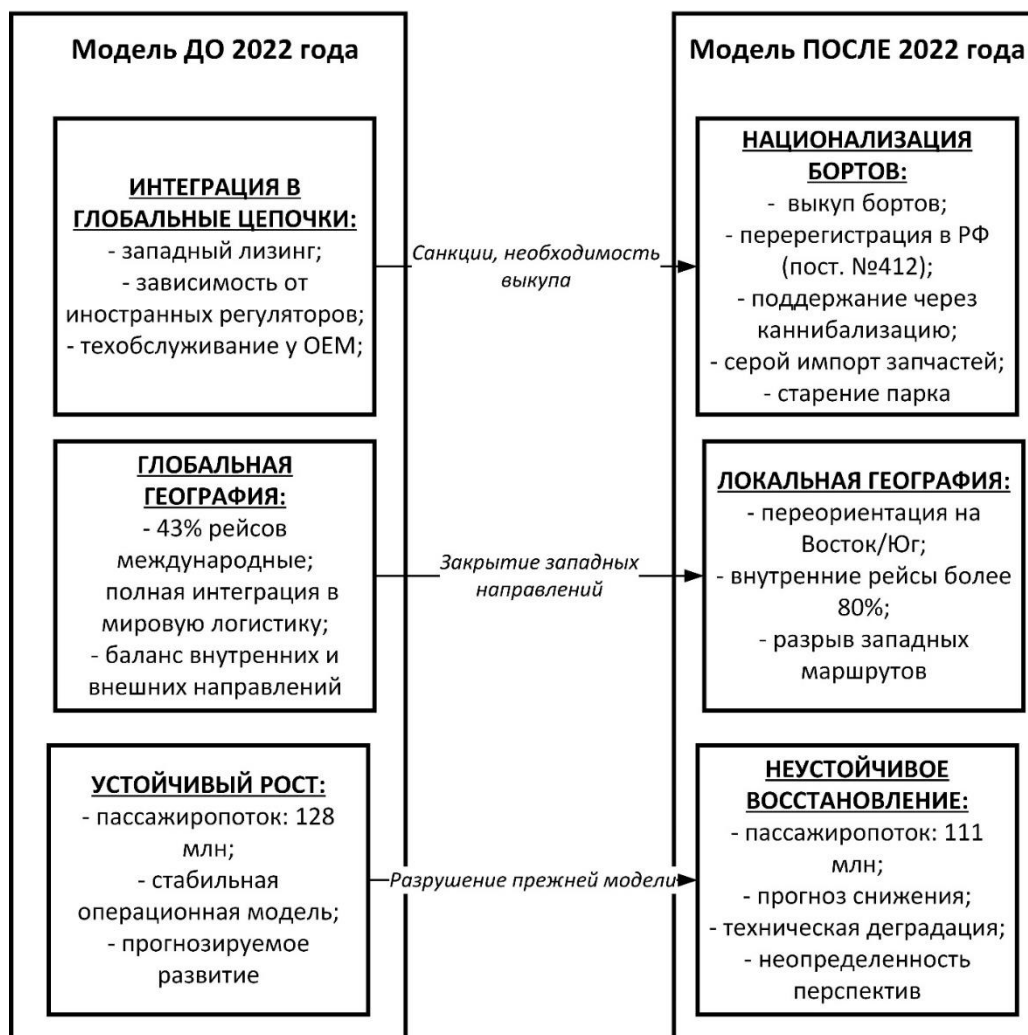 Модель ДО 2022 года
ИНТЕГРАЦИЯ В
ГЛОБАЛЬНЫЕ ЦЕПОЧКИ:
- западный лизинг;
- зависимость от
иностранных регуляторов;
- техобслуживание у OEM;
ГЛОБАЛЬНАЯ
ГЕОГРАФИЯ:
- 43% рейсов
международные;
полная интеграция в
мировую логистику;
- баланс внутренних и
внешних направлений
УСТОЙЧИВЫЙ РОСТ:
- пассажиропоток: 128
млн;
- стабильная
операционная модель;
- прогнозируемое
развитие
Санкции, необходимость
выкупа
Закрытие западных
направлений
Разрушение прежней модели
Модель ПОСЛЕ 2022 года
НАЦИОНАЛИЗАЦИЯ
БОРТОВ:
- выкуп бортов;
- перерегистрация в РФ
(пост. №412);
- поддержание через
каннибализацию;
- серой импорт запчастей;
- старение парка
ЛОКАЛЬНАЯ ГЕОГРАФИЯ:
- переориентация на
Восток/Юг;
- внутренние рейсы более
80%;
- разрыв западных
маршрутов
НЕУСТОЙЧИВОЕ
ВОССТАНОВЛЕНИЕ:
- пассажиропоток: 111
млн;
- прогноз снижения;
- техническая деградация;
- неопределенность
перспектив